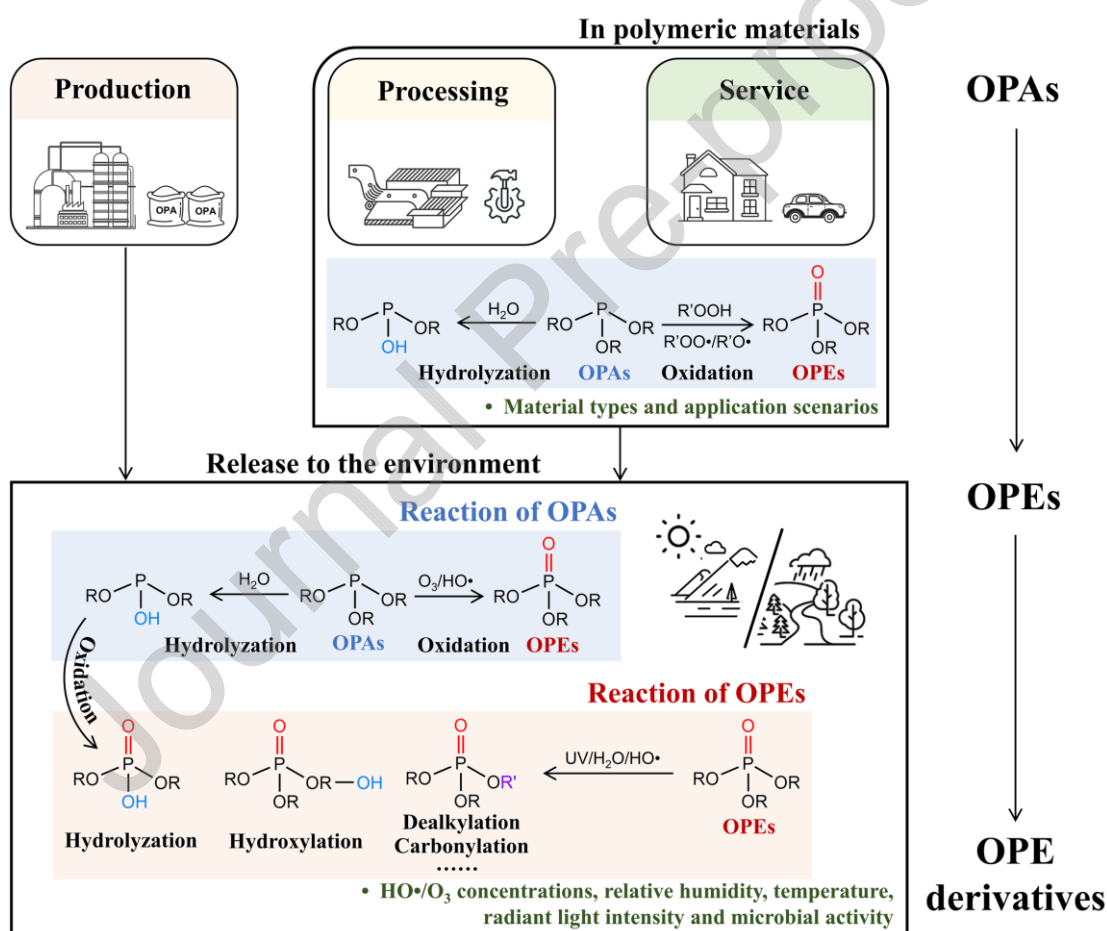 In polymeric materials
Production
Processing
Service
OPAs
OPA
OPA
O
P
RO
OR
OH
H2O
P
RO
OR
OR
R'OOH
R'OO•/R'O•
P
RO
OR
OR
Hydrolyzation
OPAs
Oxidation
OPEs
• Material types and application scenarios
Release to the environment
OPEs
Reaction of OPAs
O
P
RO
OR
OH
H2O
P
RO
OR
OR
O3/HO•
P
RO
OR
OR
Hydrolyzation
OPAs
Oxidation
OPEs
Oxidation
Reaction of OPEs
O
P
RO
OR
OH
O
P
RO
OR—OH
OR
O
P
RO
OR'
OR
UV/H2O/HO•
O
P
RO
OR
OR
Hydrolyzation
Hydroxylation
Dealkylation
Carbonylation
......
OPEs
OPE
derivatives
• HO•/O3 concentrations, relative humidity, temperature,
radiant light intensity and microbial activity
Journal Pre-proo